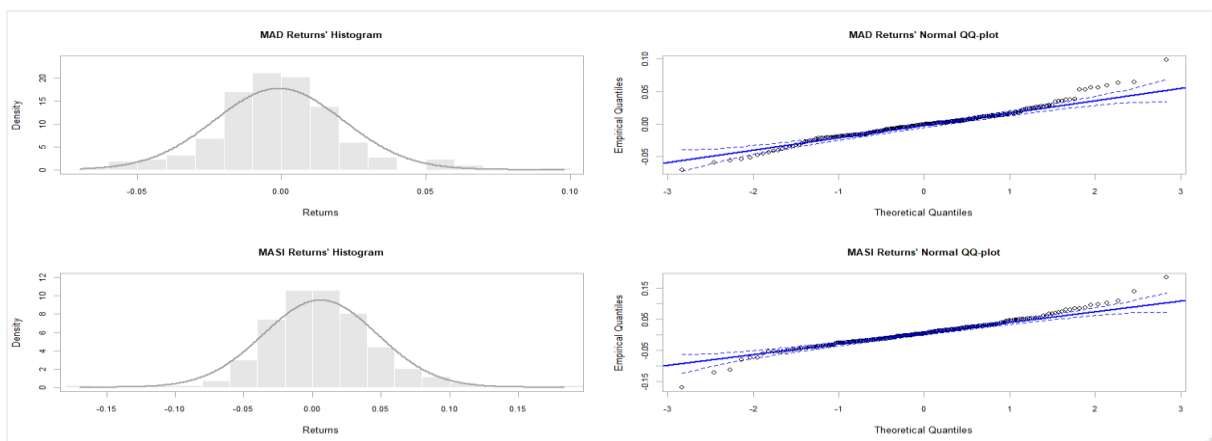 MAD Returns' Histogram
Density
0 5 10 15 20
-0.05 0.00 0.05 0.10
Returns
MAD Returns' Normal QQ-plot
Empirical Quantiles
-0.05 0.00 0.05 0.10
-3 -2 -1 0 1 2 3
Theoretical Quantiles
MASI Returns' Histogram
Density
0 2 4 6 8 10 12
-0.15 -0.10 -0.05 0.00 0.05 0.10 0.15
Returns
MASI Returns' Normal QQ-plot
Empirical Quantiles
-0.15 -0.05 0.05 0.15
-3 -2 -1 0 1 2 3
Theoretical Quantiles